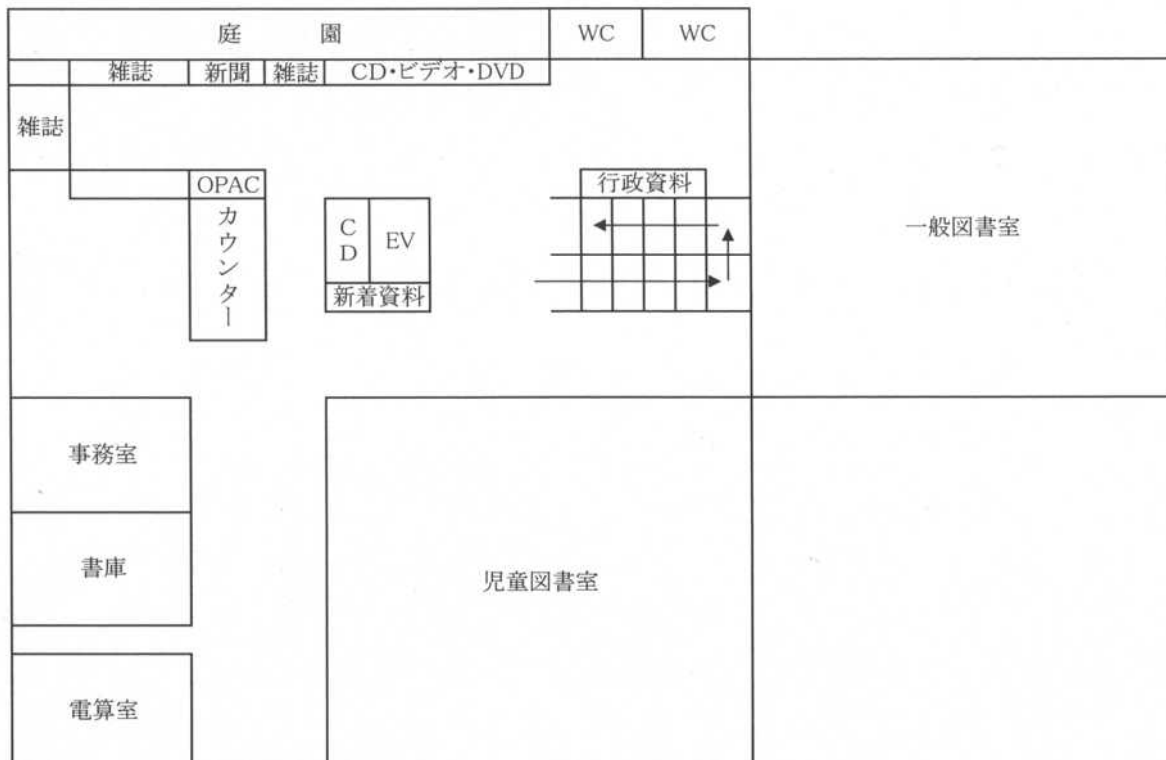 庭園
WC
WC
雑誌
新聞
雑誌
CD・ビデオ・DVD
雑誌
OPAC
カウンター
CD
EV
新着資料
行政資料
一般図書室
事務室
書庫
児童図書室
電算室